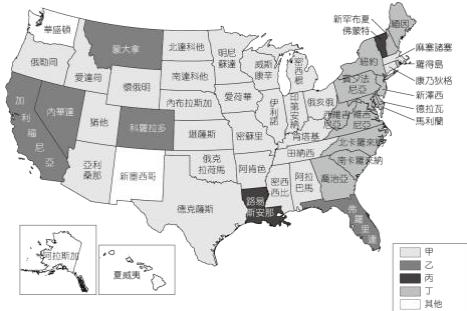 華盛頓
蒙大拿
北達科他
明尼
蘇達
新罕布夏
佛蒙特
緬因
俄勒岡
愛達荷
南達科他
威斯
康辛
密西根
紐約
麻塞諸塞
羅得島
康乃狄格
懷俄明
內布拉斯加
愛荷華
賓夕法
尼亞
新澤西
德拉瓦
馬利蘭
加利福尼亞
內華達
猶他
科羅拉多
堪薩斯
密蘇里
伊利諾
印第安納
俄亥俄
西維吉
尼亞
維吉
尼亞
肯塔基
北卡羅來納
田納西
南卡羅來納
亞利
桑那
新墨西哥
俄克
拉荷馬
阿肯色
密西
西比
阿拉
巴馬
喬治亞
德克薩斯
路易
斯安那
佛羅里達
阿拉斯加
夏威夷
甲
乙
丙
丁
其他